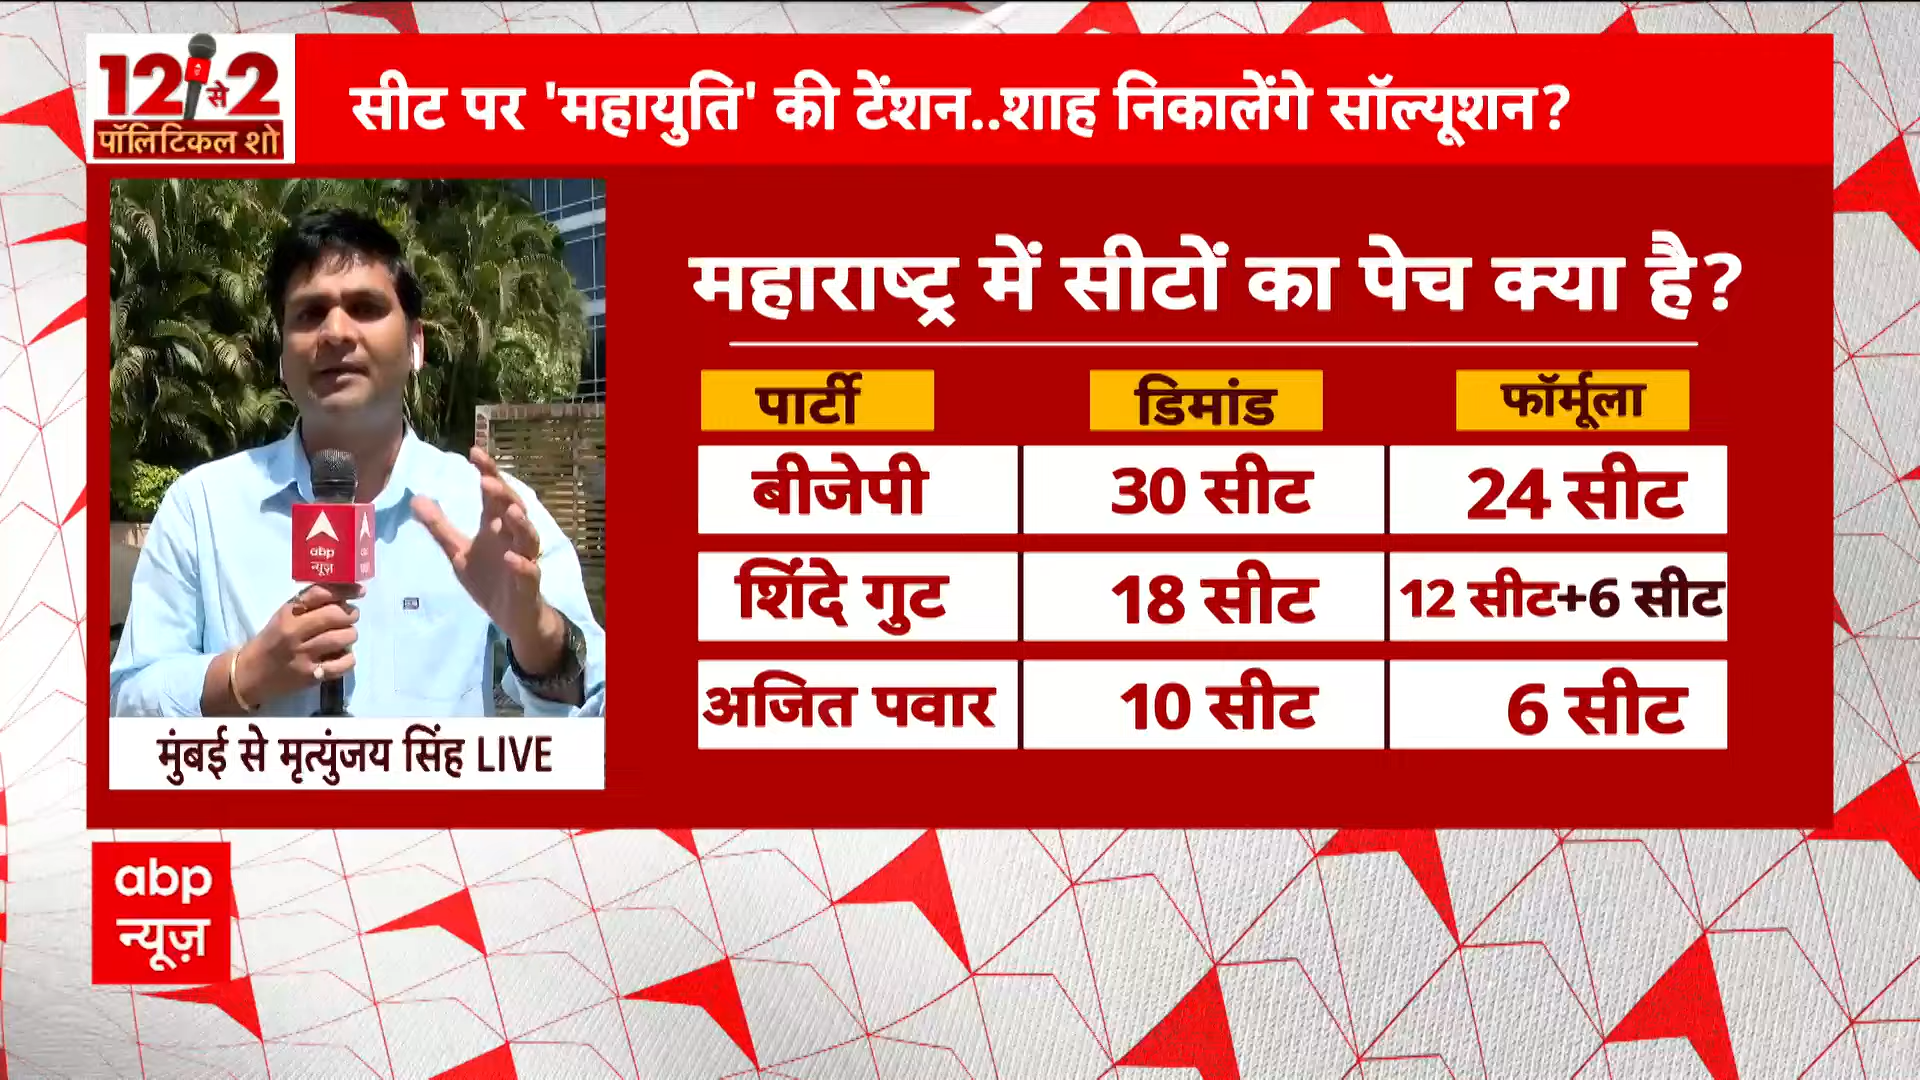 12 से 2
पॉलिटिकल शो
सीट पर 'महायुति' की टेंशन..शाह निकालेंगे सॉल्यूशन?
महाराष्ट्र में सीटों का पेच क्या है?
पार्टी डिमांड फॉर्मूला
बीजेपी 30 सीट 24 सीट
शिंदे गुट 18 सीट 12 सीट+6 सीट
अजित पवार 10 सीट 6 सीट
abp
न्यूज़
मुंबई से मृत्युंजय सिंह LIVE
abp
न्यूज़